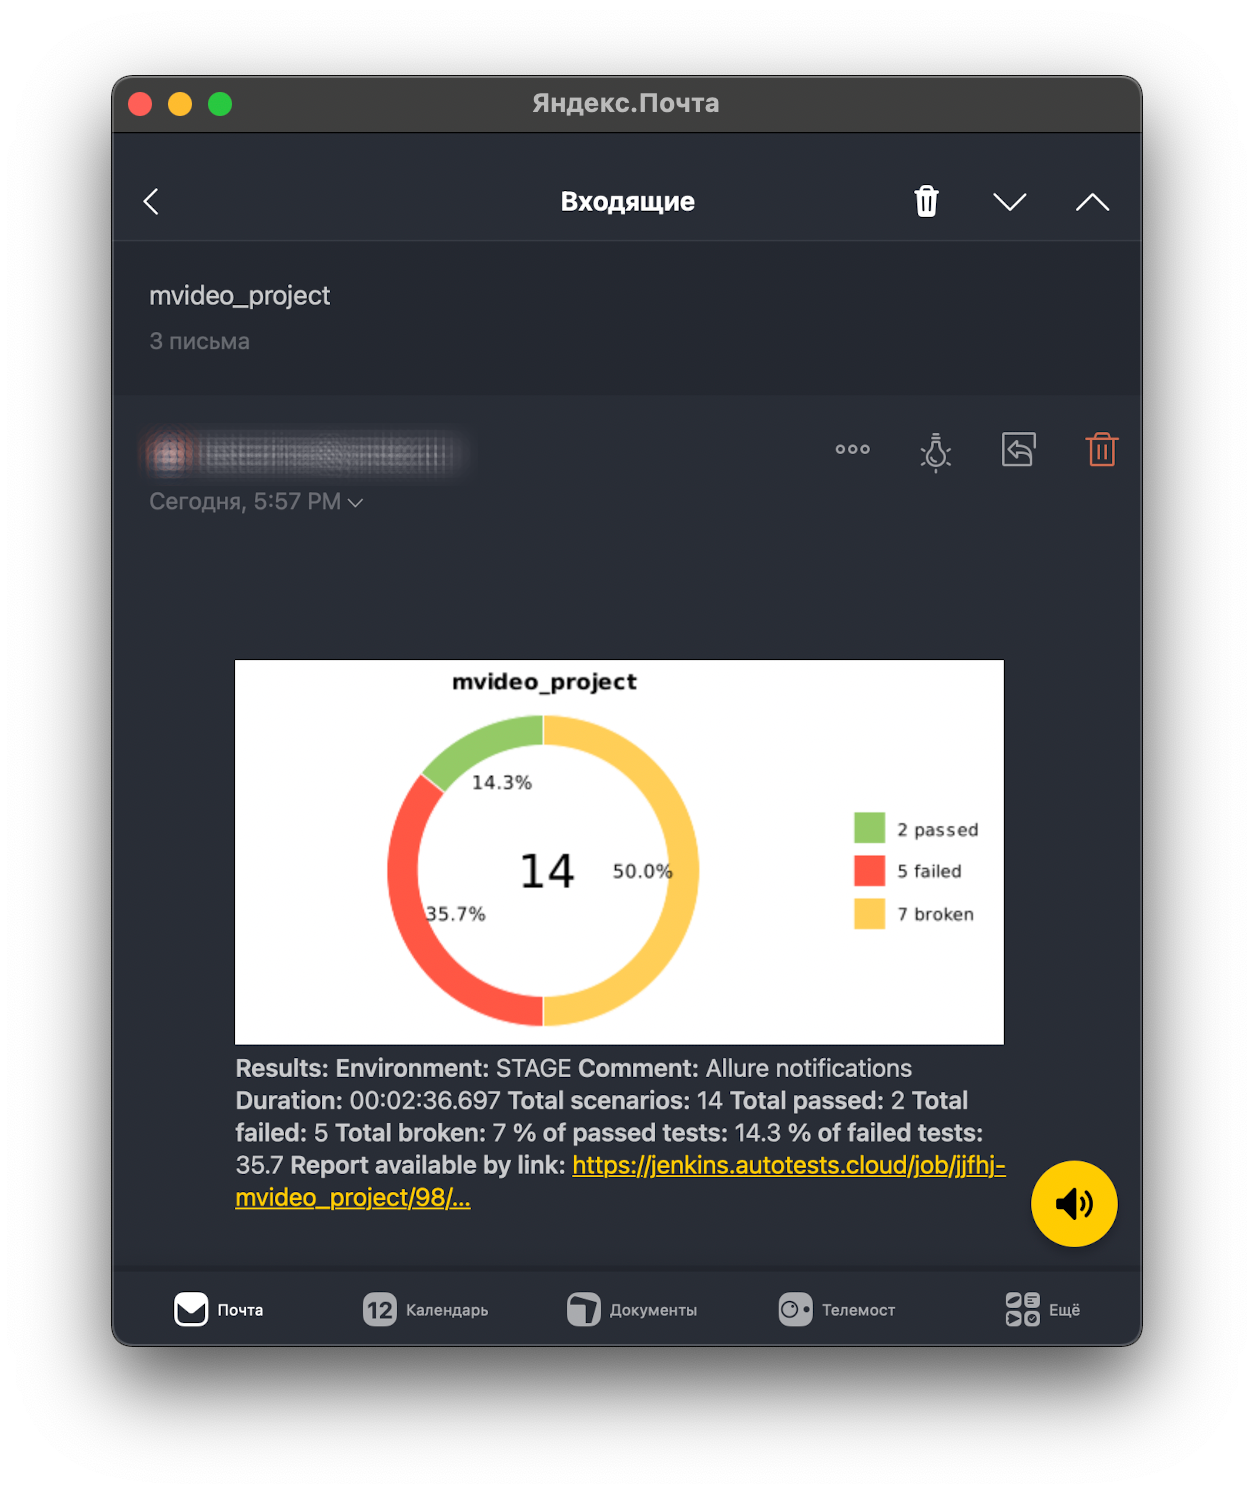 Яндекс.Почта
Входящие
mvideo_project
3 письма
Сегодня, 5:57 PM
mvideo_project
14.3%
14
50.0%
35.7%
2 passed
5 failed
7 broken
Results: Environment: STAGE Comment: Allure notifications
Duration: 00:02:36.697 Total scenarios: 14 Total passed: 2 Total
failed: 5 Total broken: 7 % of passed tests: 14.3 % of failed tests:
35.7 Report available by link: https://jenkins.autotests.cloud/job/jjfhj-
mvideo_project/98/...
Почта
12 Календарь
Документы
Телемост
Ещё